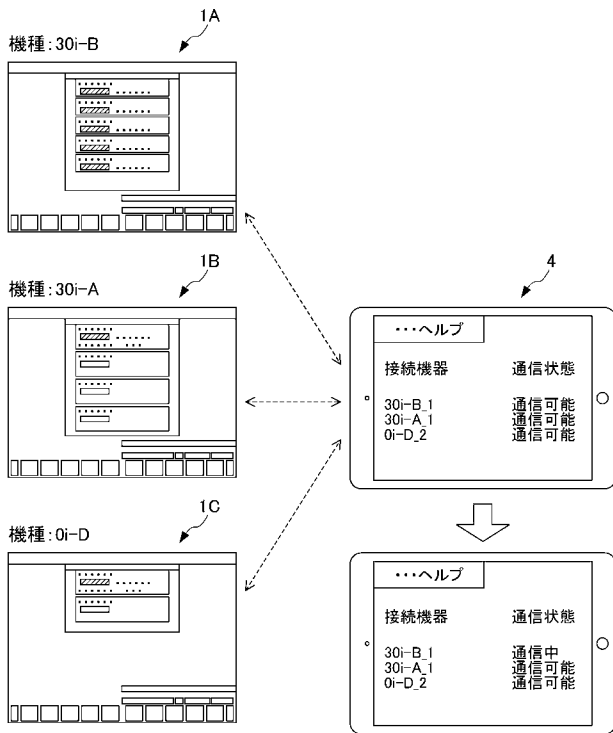 機種:30i-B
1A
機種:30i-A
1B
機種:0i-D
1C
4
・・・ヘルプ
接続機器 通信状態
30i-B_1 通信可能
30i-A_1 通信可能
0i-D_2 通信可能
・・・ヘルプ
接続機器 通信状態
30i-B_1 通信中
30i-A_1 通信可能
0i-D_2 通信可能